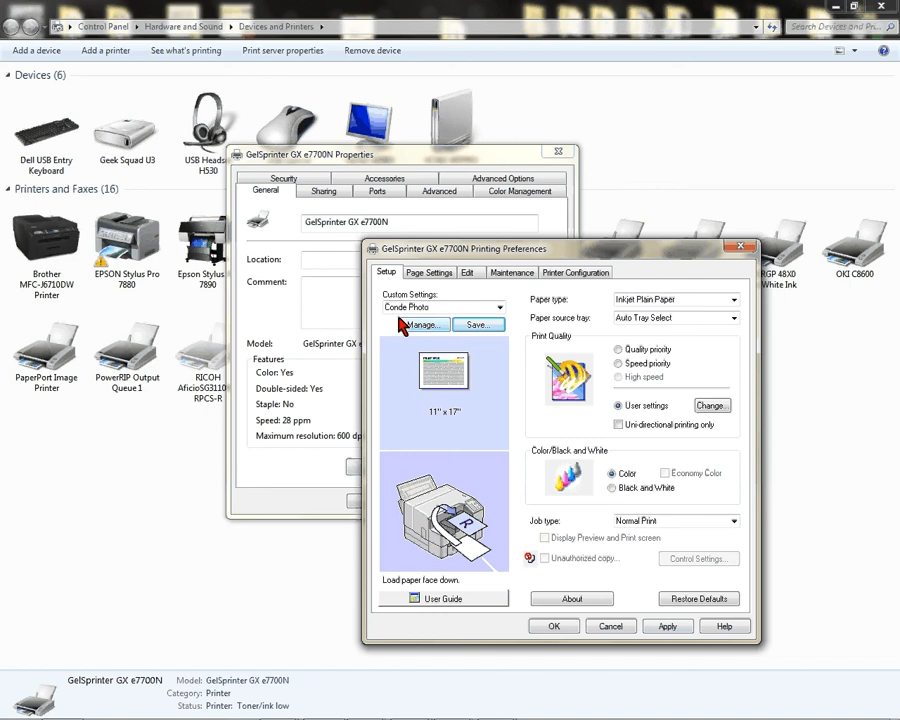 Control Panel ▸ Hardware and Sound ▸ Devices and Printers ▸
Search Devices and Pri...
Add a device
Add a printer
See what's printing
Print server properties
Remove device
Devices (6)
Dell USB Entry
Keyboard
Geek Squad U3
USB Heads
H530
Printers and Faxes (16)
Brother
MFC-J6710DW
Printer
EPSON Stylus Pro
7880
Epson Stylus
7890
RGP 48X0
White Ink
OKI C8600
PaperPort Image
Printer
PowerRIP Output
Queue 1
RICOH
AficioSG3110
RPCS-R
GelSprinter GX e7700N Properties
Security
Accessories
Advanced Options
General
Sharing
Ports
Advanced
Color Management
GelSprinter GX e7700N
Location:
Comment:
Model:
GelSprinter GX e7
Features
Color: Yes
Double-sided: Yes
Staple: No
Speed: 28 ppm
Maximum resolution: 600 dp
GelSprinter GX e7700N Printing Preferences
Setup
Page Settings
Edit
Maintenance
Printer Configuration
Custom Settings:
Conde Photo
Manage...
Save...
11" x 17"
R
Load paper face down.
User Guide
Paper type:
Inkjet Plain Paper
Paper source tray:
Auto Tray Select
Print Quality
Quality priority
Speed priority
High speed
User settings
Change...
Uni-directional printing only
Color/Black and White
Color
Economy Color
Black and White
Job type:
Normal Print
Display Preview and Print screen
Unauthorized copy...
Control Settings...
About
Restore Defaults
OK
Cancel
Apply
Help
GelSprinter GX e7700N
Model: GelSprinter GX e7700N
Category: Printer
Status: Printer: Toner/ink low